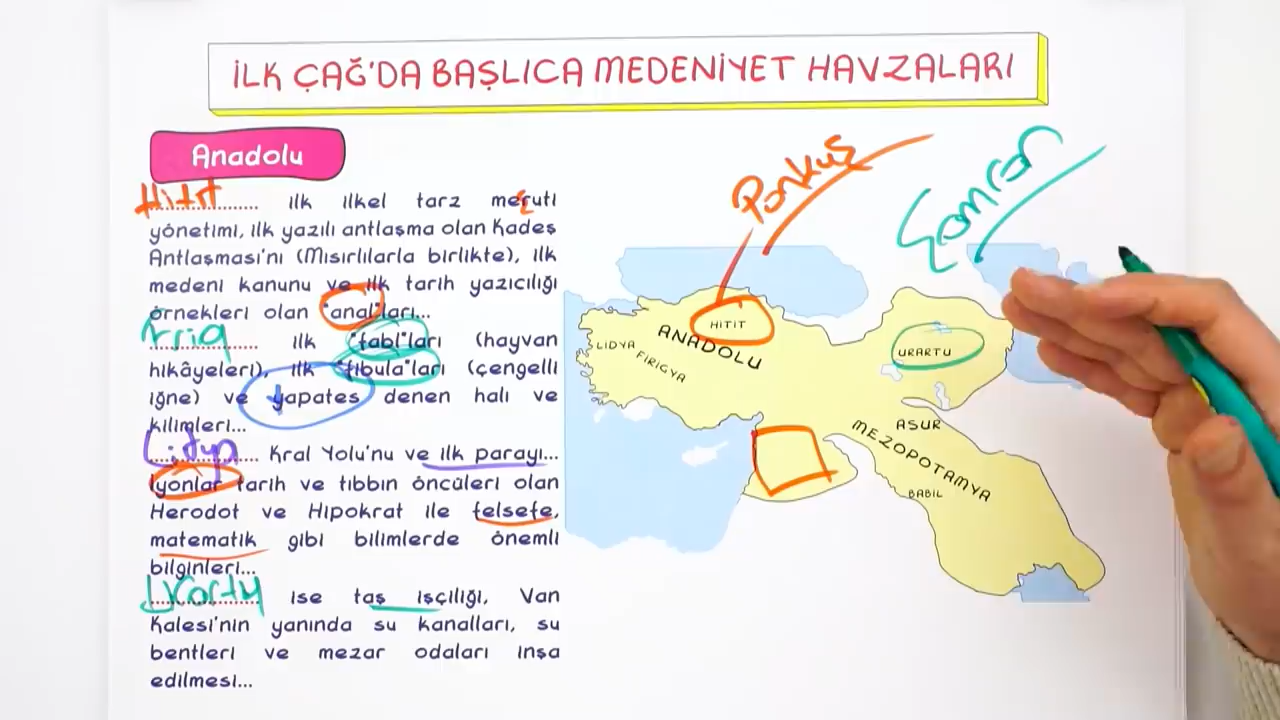 İLK ÇAĞ'DA BAŞLICA MEDENİYET HAVZALARI
Anadolu
Hitit ilk ilkel tarz meşruti
yönetimi, ilk yazılı antlaşma olan Kadeş
Antlaşması'nı (Mısırlılarla birlikte), ilk
medeni kanunu ve ilk tarih yazıcılığı
örnekleri olan "anal"ları...
Frig ilk "fabl"ları (hayvan
hikâyeleri), ilk "fibula"ları (çengelli
iğne) ve tapates denen halı ve
kilimleri...
Lidya Kral Yolu'nu ve ilk parayı...
İyonlar tarih ve tıbbın öncüleri olan
Herodot ve Hipokrat ile felsefe,
matematik gibi bilimlerde önemli
bilginleri...
Urartu ise taş işçiliği, Van
Kalesi'nin yanında su kanalları, su
bentleri ve mezar odaları inşa
edilmesi...
Pankuş
HİTİT
ANADOLU
LİDYA
FİRİGYA
URARTU
ASUR
MEZOPOTAMYA
BABİL